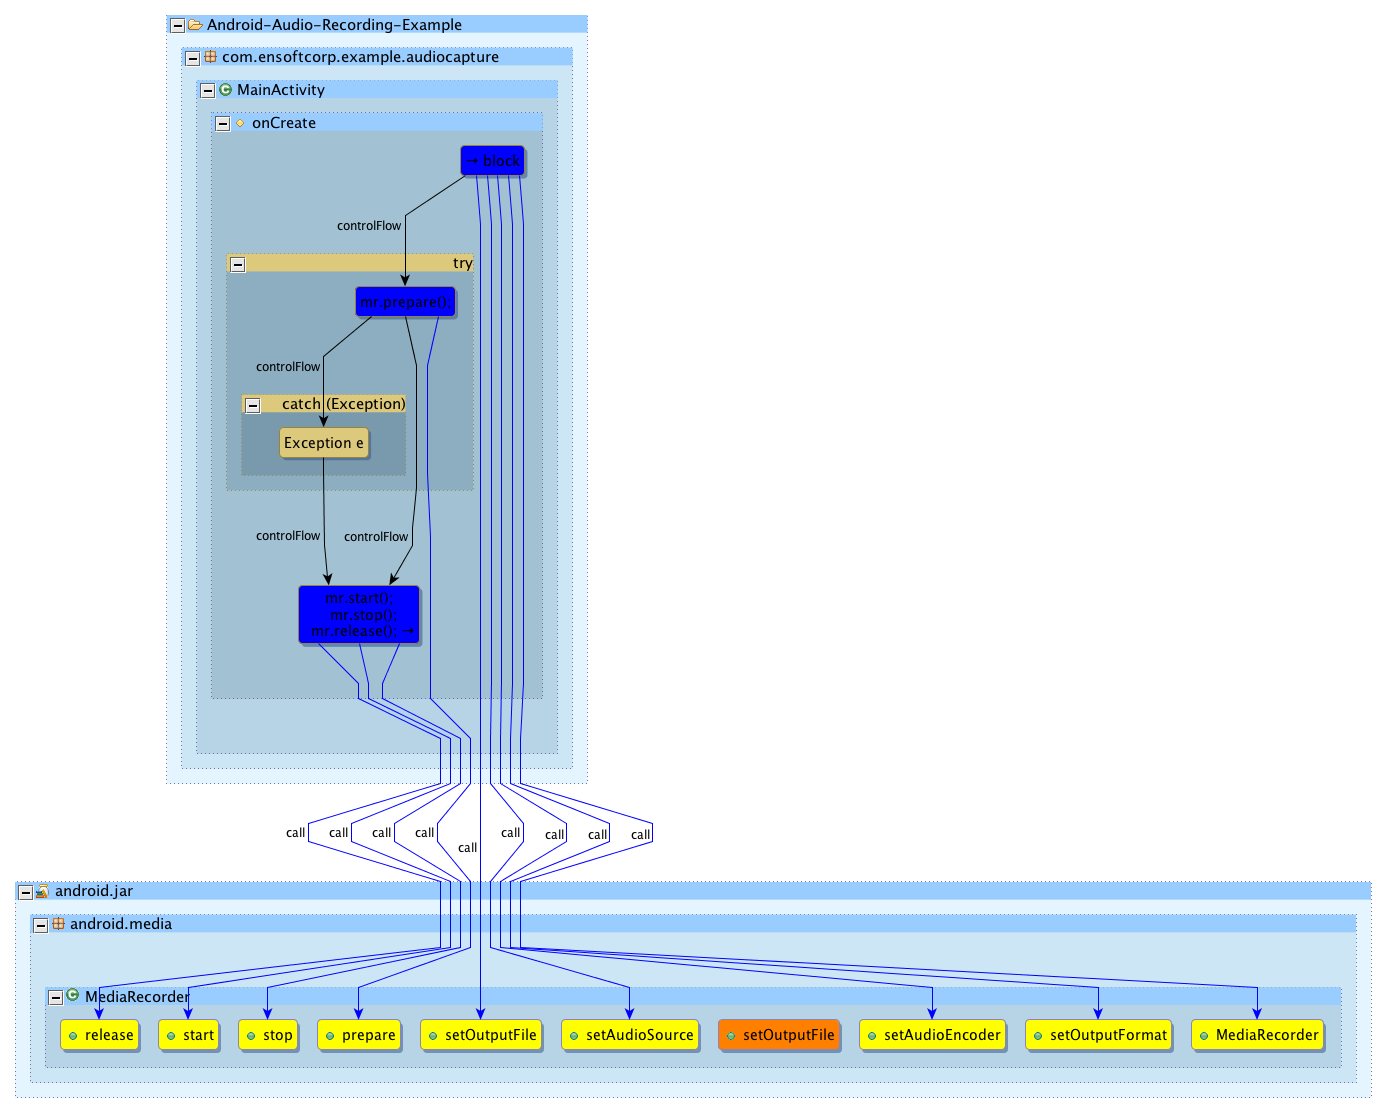 Android-Audio-Recording-Example
com.ensoftcorp.example.audiocapture
MainActivity
onCreate
→ block
controlFlow
try
mr.prepare();
controlFlow
catch (Exception)
Exception e
controlFlow
controlFlow
mr.start();
mr.stop();
mr.release(); →
call
call
call
call
call
call
call
call
call
android.jar
android.media
MediaRecorder
release
start
stop
prepare
setOutputFile
setAudioSource
setOutputFile
setAudioEncoder
setOutputFormat
MediaRecorder